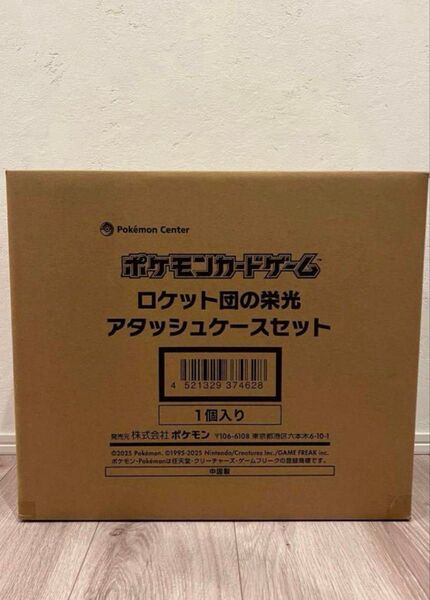 Pokémon Center
ポケモンカードゲーム™
ロケット団の栄光
アタッシュケースセット
4 521329 374628
1個入り
発売元 株式会社 ポケモン 〒106-6108 東京都港区六本木6-10-1
©2025 Pokémon. ©1995-2025 Nintendo/Creatures Inc./GAME FREAK inc.
ポケモン・Pokémonは任天堂・クリーチャーズ・ゲームフリークの登録商標です。
中国製